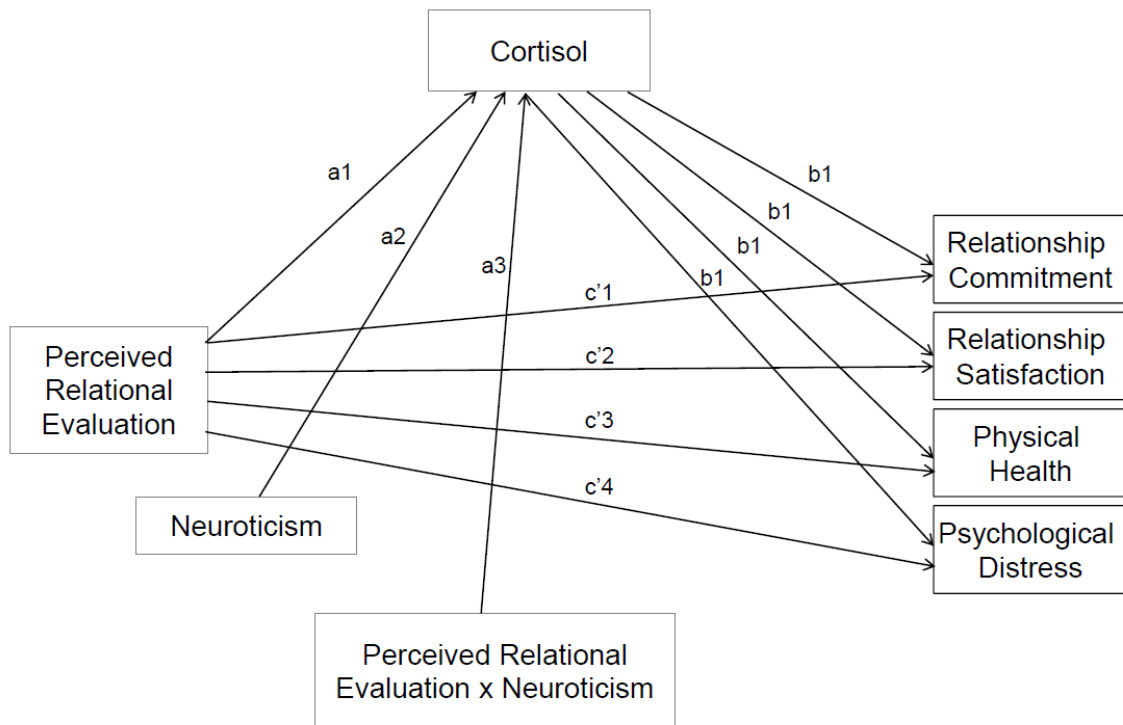 Cortisol
a1
a2
a3
b1
b1
b1
b1
c'1
c'2
c'3
c'4
Perceived
Relational
Evaluation
Neuroticism
Perceived Relational
Evaluation x Neuroticism
Relationship
Commitment
Relationship
Satisfaction
Physical
Health
Psychological
Distress